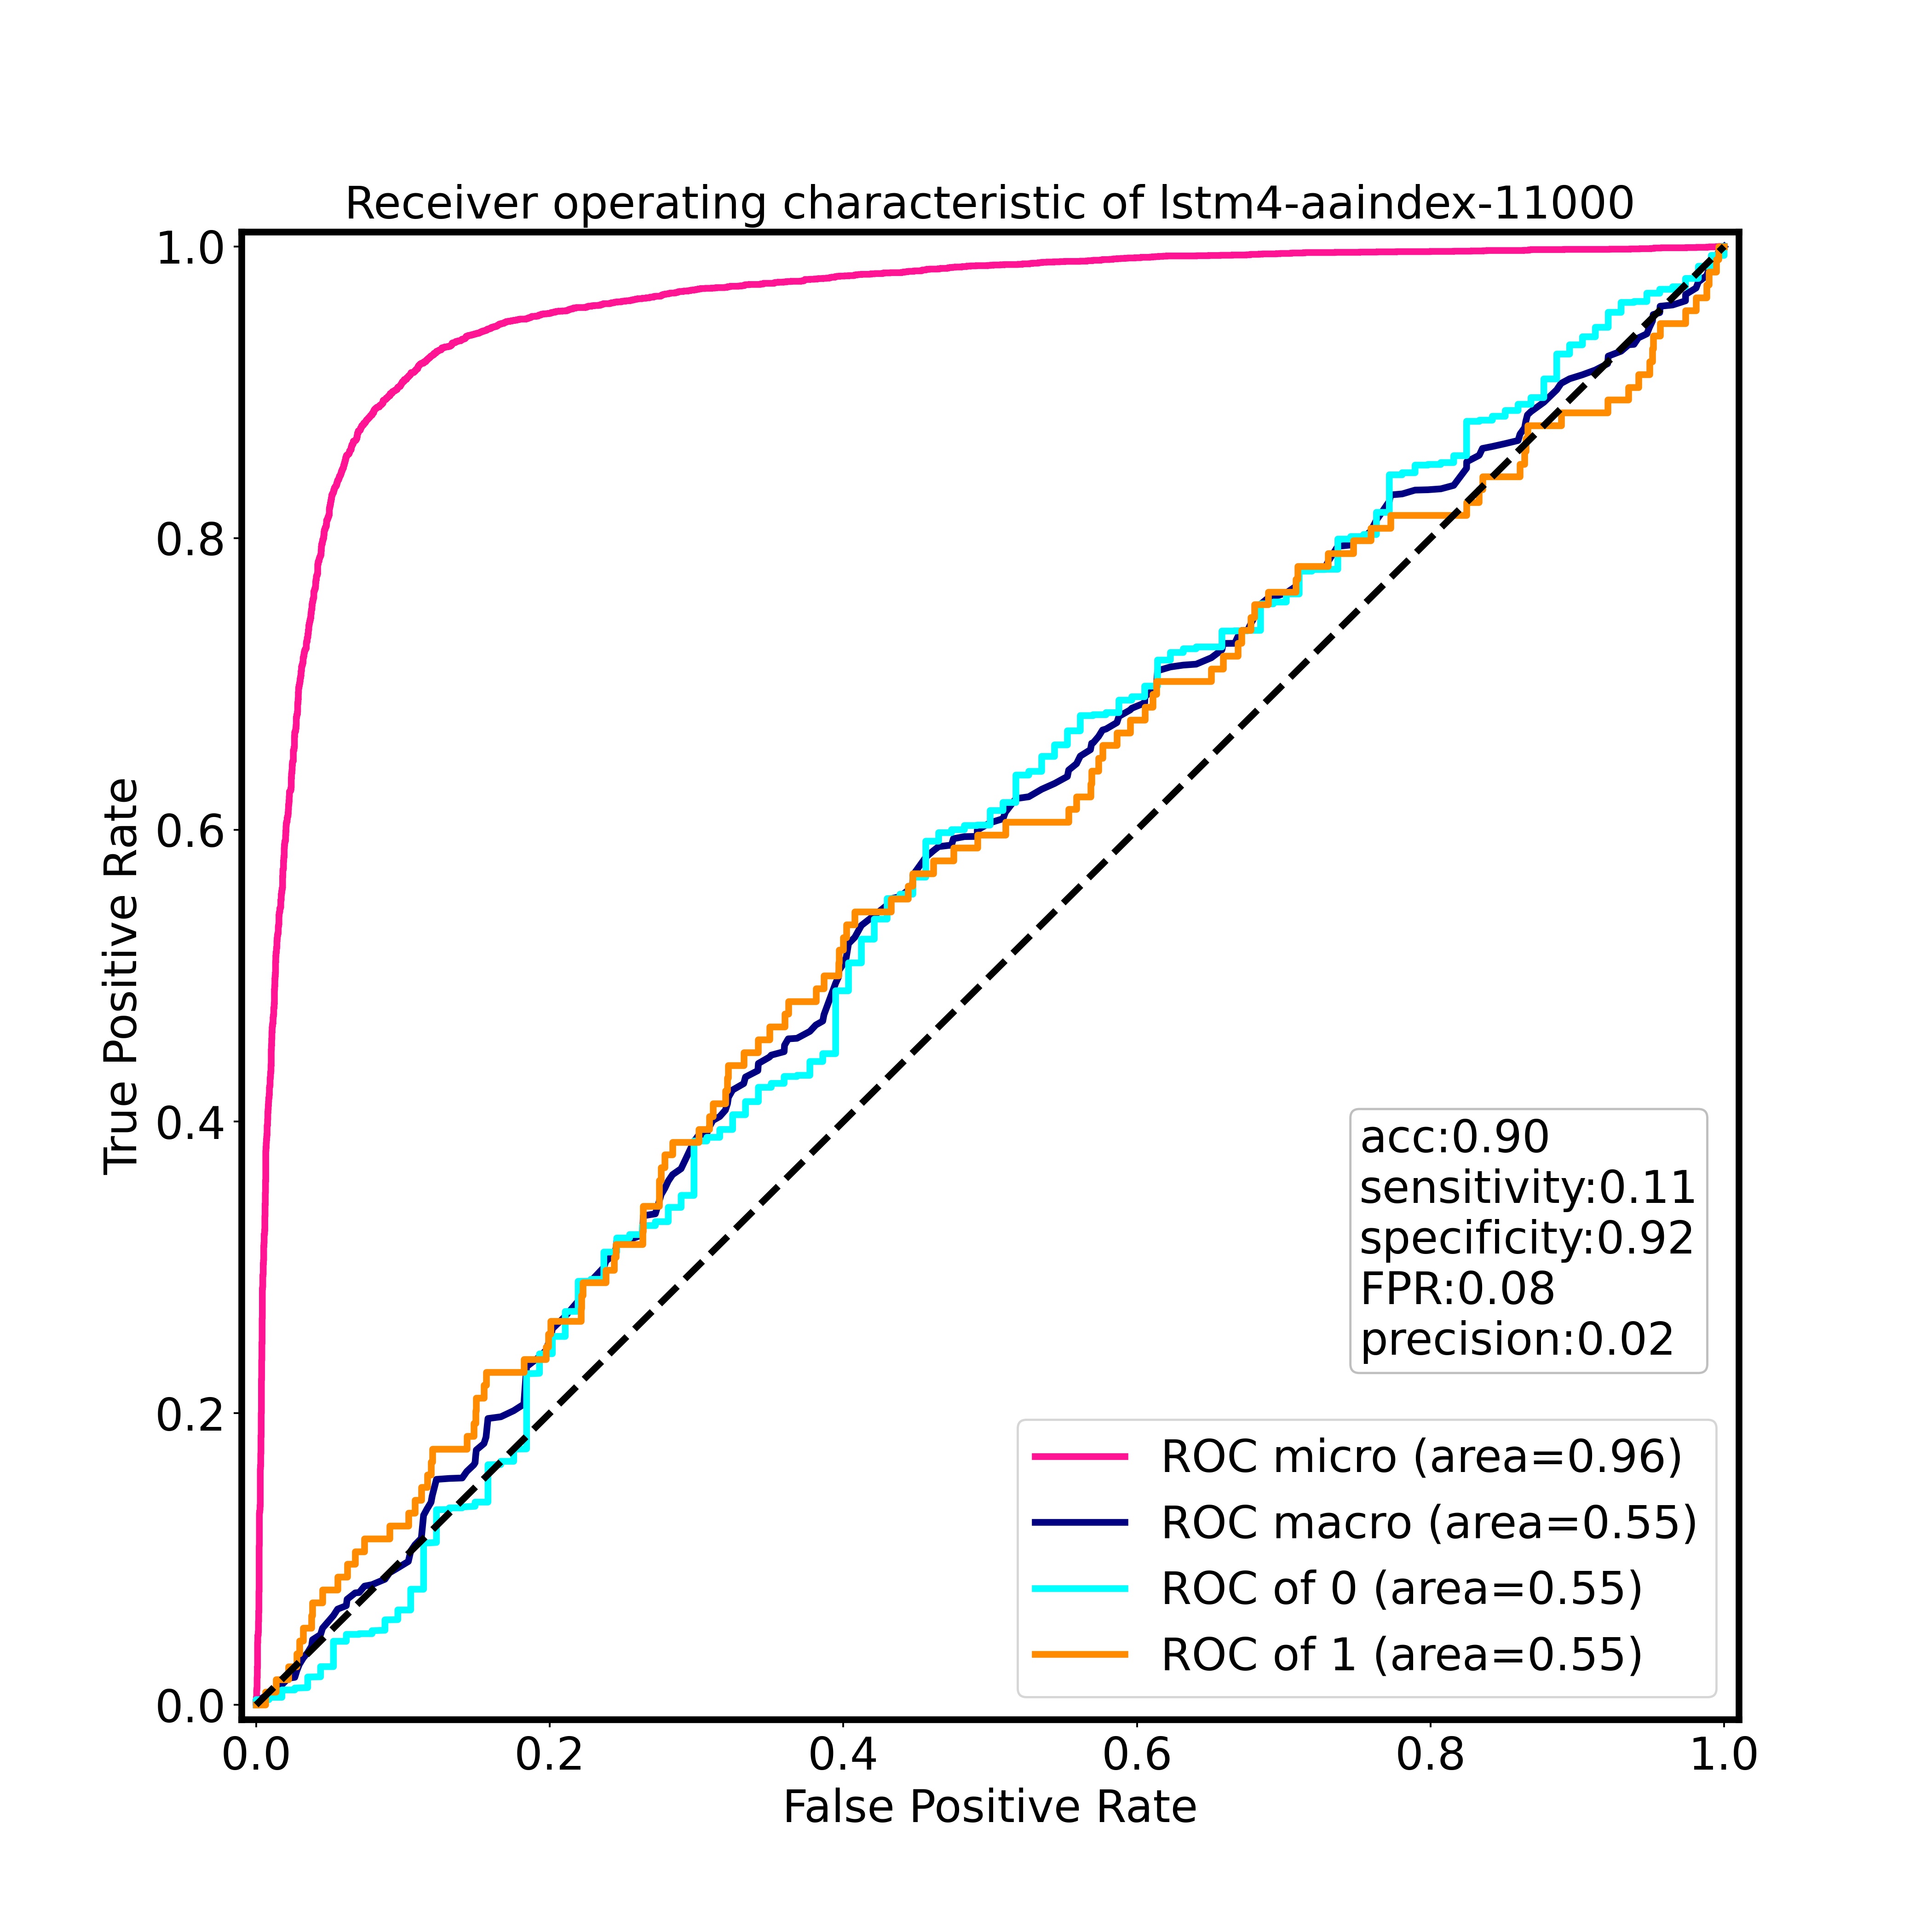 Receiver operating characteristic of lstm4-aaindex-11000
1.0
0.8
0.6
0.4
0.2
0.0
True Positive Rate
acc:0.90
sensitivity:0.11
specificity:0.92
FPR:0.08
precision:0.02
ROC micro (area=0.96)
ROC macro (area=0.55)
ROC of 0 (area=0.55)
ROC of 1 (area=0.55)
0.0 0.2 0.4 0.6 0.8 1.0
False Positive Rate